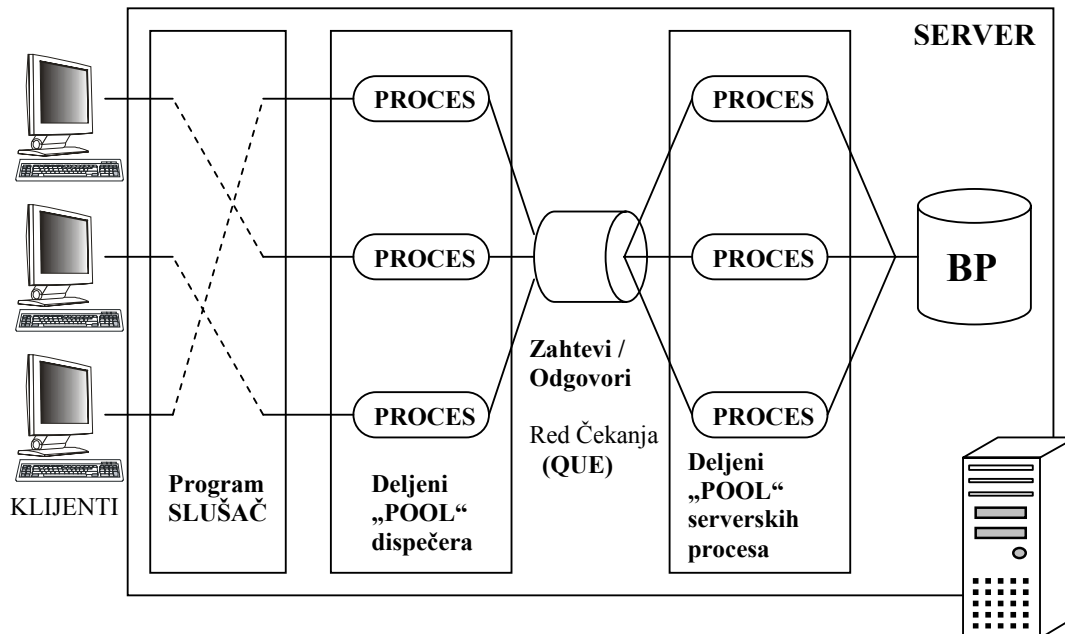 SERVER
PROCES
PROCES
PROCES
PROCES
PROCES
PROCES
BP
Zahtevi /
Odgovori
Red Čekanja
(QUE)
KLIJENTI
Program
SLUŠAČ
Deljeni
„POOL“
dispečera
Deljeni
„POOL“
serverskih
procesa